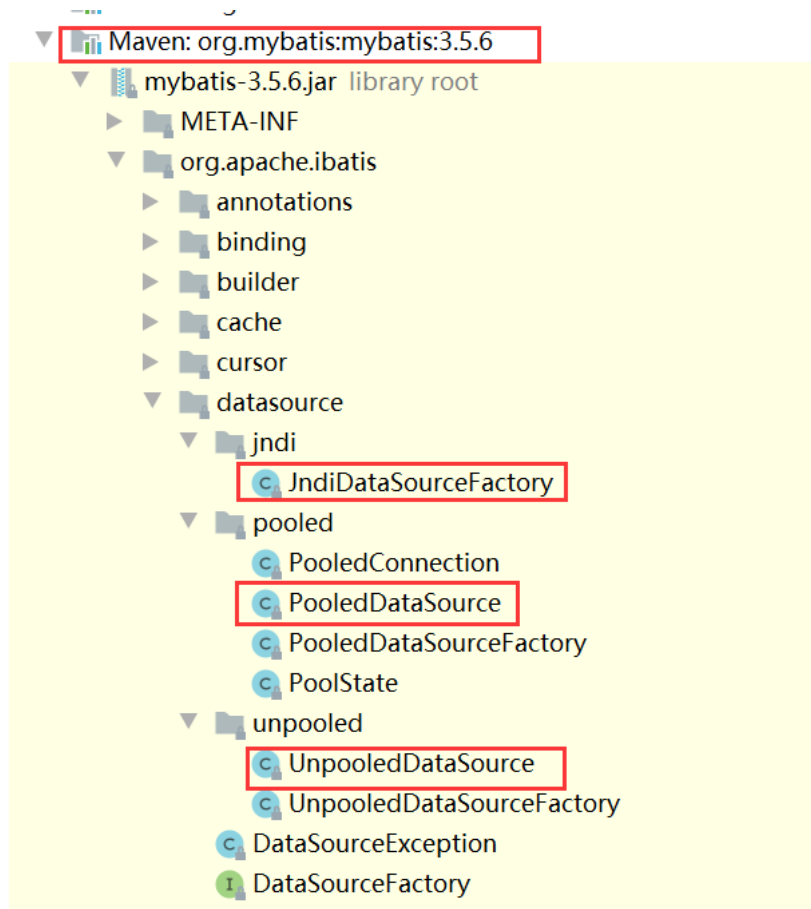 Maven: org.mybatis:mybatis:3.5.6
mybatis-3.5.6.jar library root
META-INF
org.apache.ibatis
annotations
binding
builder
cache
cursor
datasource
jndi
C JndiDataSourceFactory
pooled
C PooledConnection
C PooledDataSource
C PooledDataSourceFactory
C PoolState
unpooled
C UnpooledDataSource
C UnpooledDataSourceFactory
C DataSourceException
I DataSourceFactory